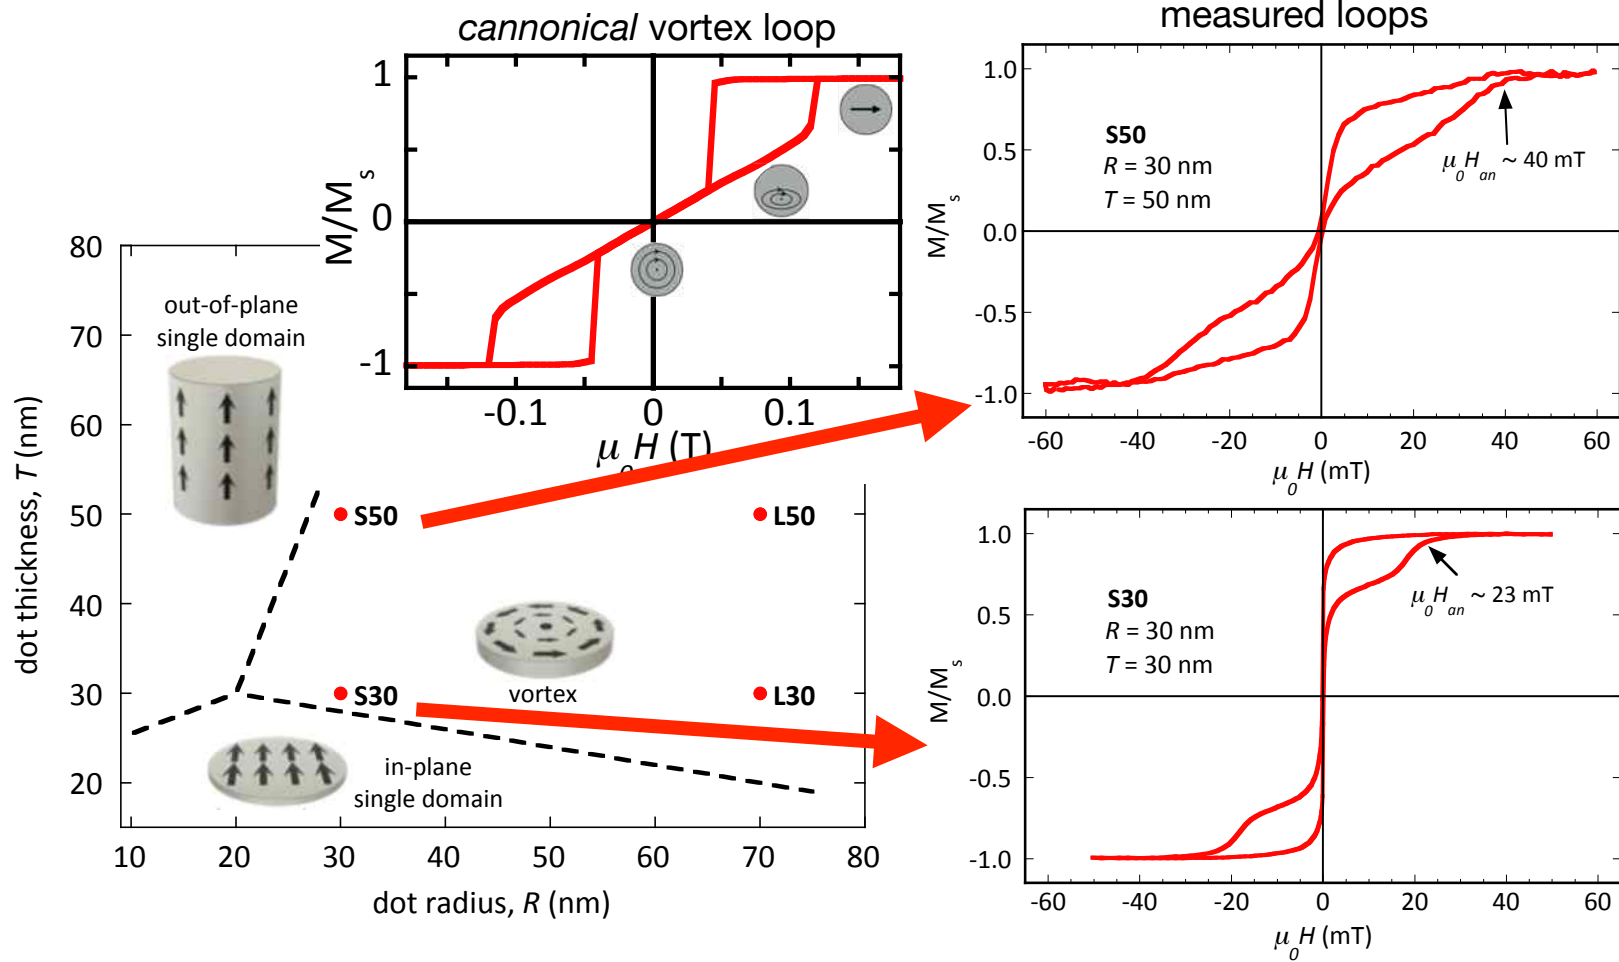 cannonical vortex loop
M/Ms
1
0
-1
-0.1
0
0.1
μ0H (T)
measured loops
M/Ms
1.0
0.5
0.0
-0.5
-1.0
S50
R = 30 nm
T = 50 nm
μ0Han ~ 40 mT
-60
-40
-20
0
20
40
60
μ0H (mT)
dot thickness, T (nm)
80
70
60
50
40
30
20
out-of-plane
single domain
S50
L50
S30
vortex
L30
in-plane
single domain
10
20
30
40
50
60
70
80
dot radius, R (nm)
M/Ms
1.0
0.5
0.0
-0.5
-1.0
S30
R = 30 nm
T = 30 nm
μ0Han ~ 23 mT
-60
-40
-20
0
20
40
60
μ0H (mT)